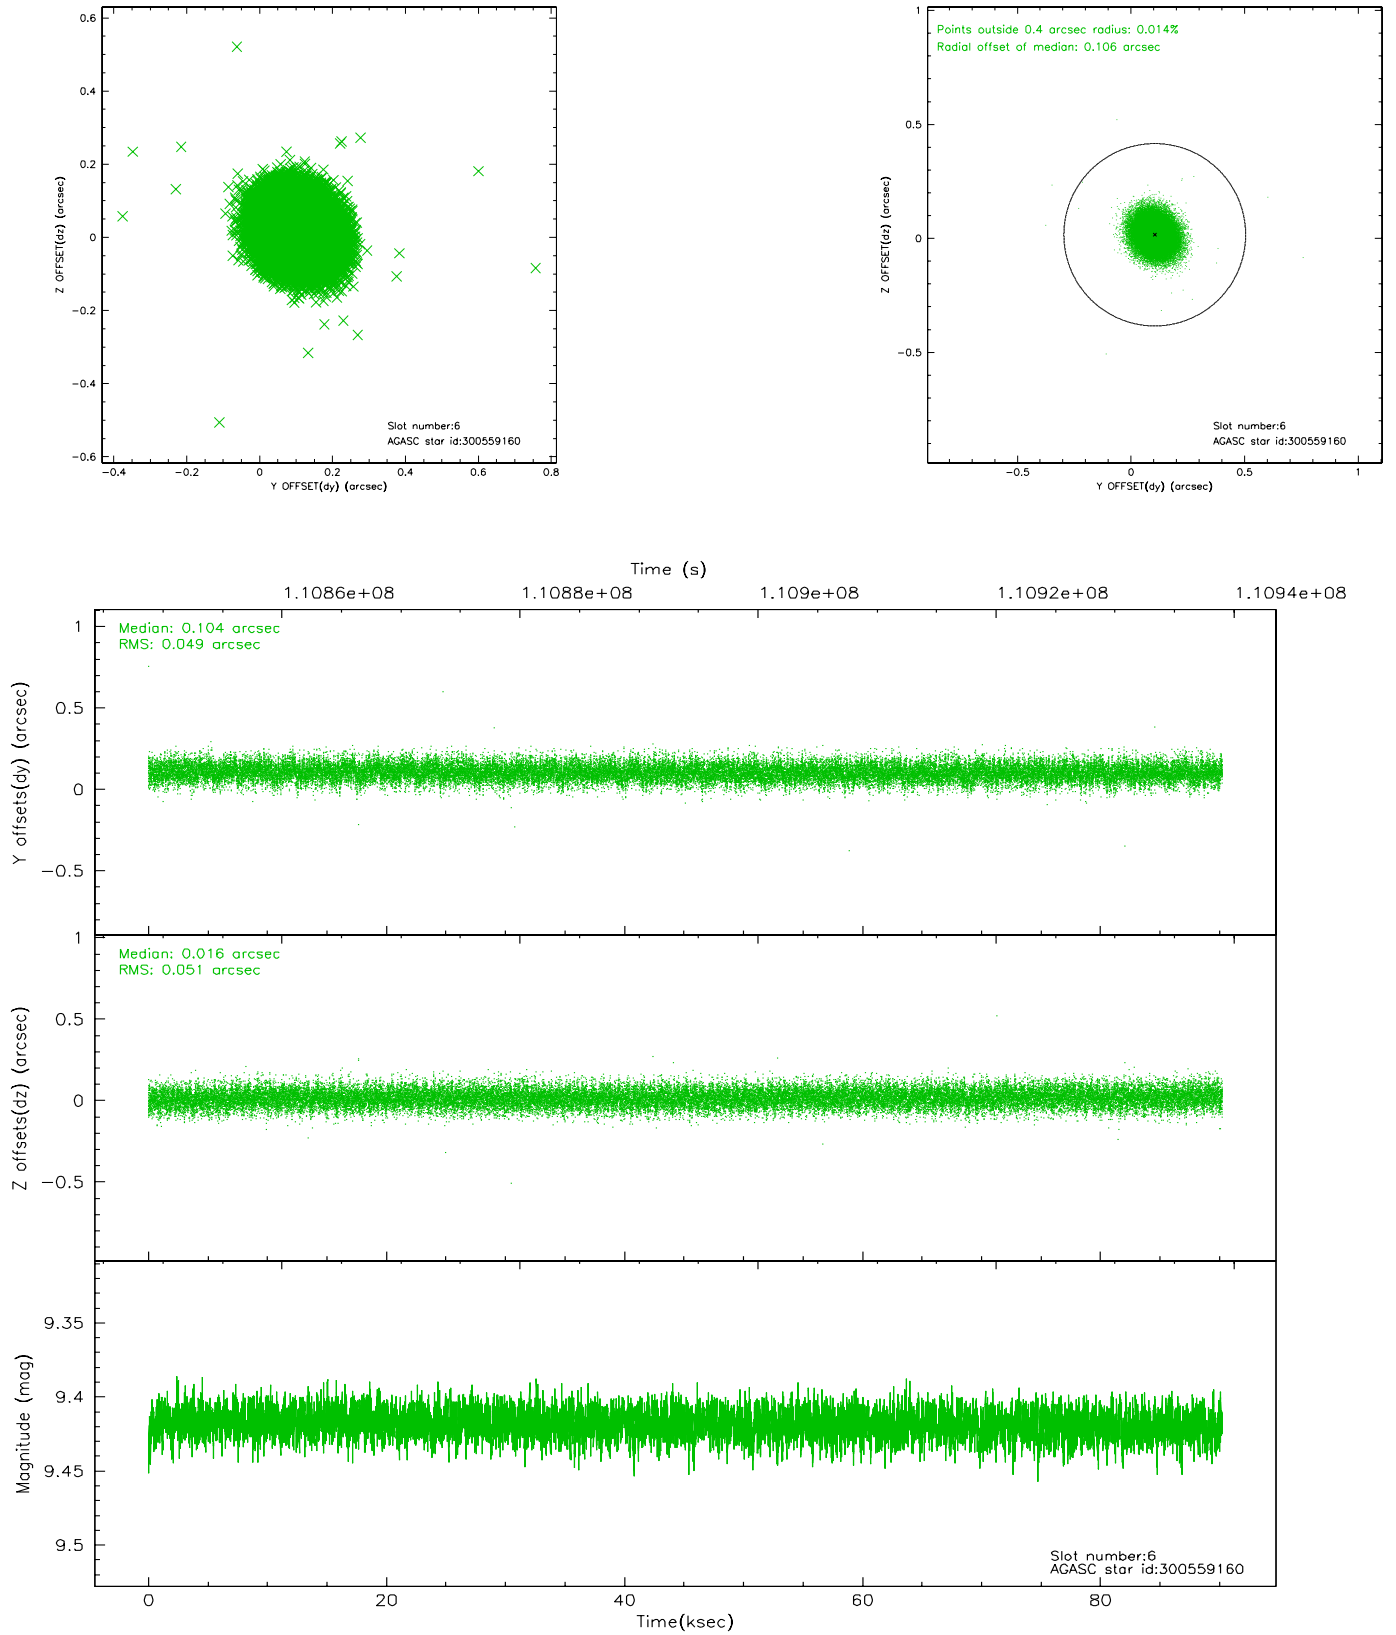 0.6
0.4
0.2
0
−0.2
−0.4
−0.6
Z OFFSET(dz) (arcsec)
−0.4 −0.2 0 0.2 0.4 0.6 0.8
Y OFFSET(dy) (arcsec)
Slot number:6
AGASC star id:300559160
Points outside 0.4 arcsec radius: 0.014%
Radial offset of median: 0.106 arcsec
1
0.5
0
−0.5
Z OFFSET(dz) (arcsec)
−0.5 0 0.5 1
Y OFFSET(dy) (arcsec)
Slot number:6
AGASC star id:300559160
Time (s)
1.1086e+08 1.1088e+08 1.109e+08 1.1092e+08 1.1094e+08
Median: 0.104 arcsec
RMS: 0.049 arcsec
1
0.5
0
−0.5
Y offsets(dy) (arcsec)
Median: 0.016 arcsec
RMS: 0.051 arcsec
1
0.5
0
−0.5
Z offsets(dz) (arcsec)
9.35
9.4
9.45
9.5
Magnitude (mag)
Slot number:6
AGASC star id:300559160
0 20 40 60 80
Time(ksec)